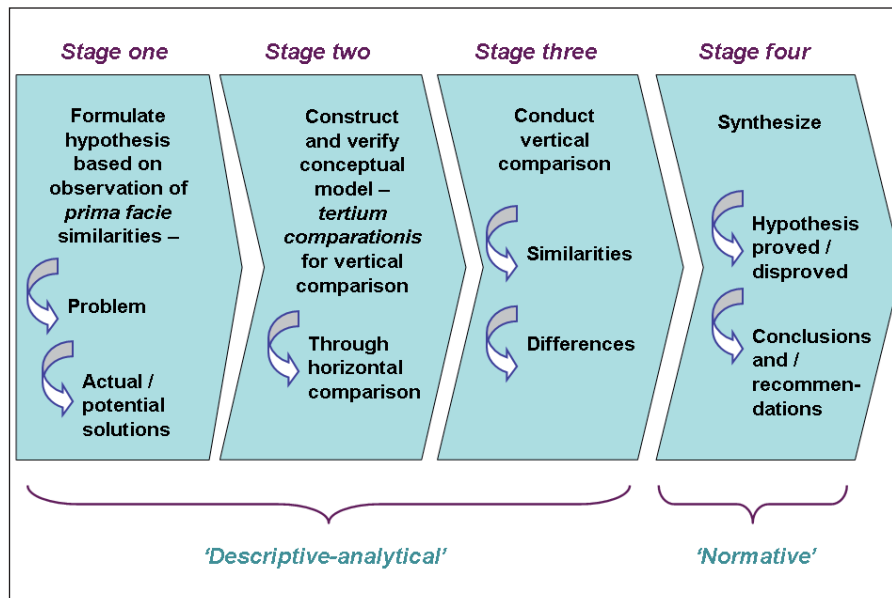 Stage one
Formulate
hypothesis
based on
observation of
prima facie
similarities –
Problem
Actual /
potential
solutions
Stage two
Construct
and verify
conceptual
model –
tertium
comparationis
for vertical
comparison
Through
horizontal
comparison
Stage three
Conduct
vertical
comparison
Similarities
Differences
Stage four
Synthesize
Hypothesis
proved /
disproved
Conclusions
and /
recommen-
dations
‘Descriptive-analytical’
‘Normative’